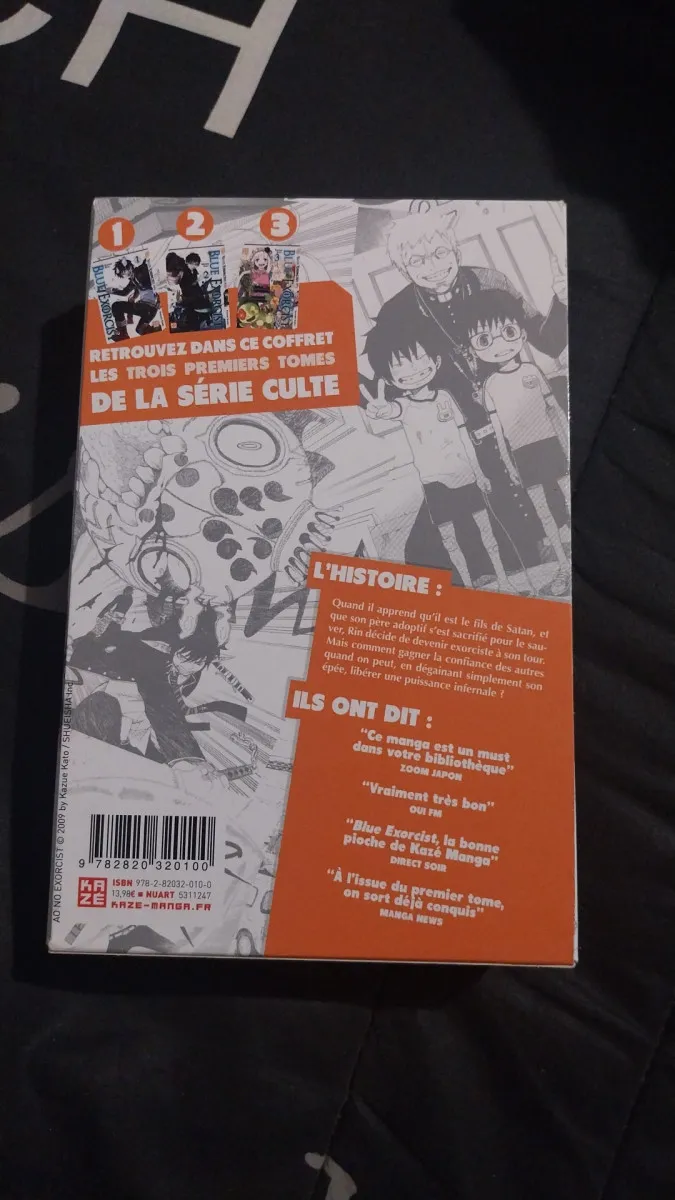 CH
1
2
3
BLUE EXORCIST
BLUE EXORCIST
RETROUVEZ DANS CE COFFRET
LES TROIS PREMIERS TOMES
DE LA SÉRIE CULTE
L'HISTOIRE :
Quand il apprend qu'il est le fils de Satan, et
que son père adoptif s'est sacrifié pour le sau-
ver, Rin décide de devenir exorciste à son tour.
Mais comment gagner la confiance des autres
quand on peut, en dégainant simplement son
épée, libérer une puissance infernale ?
ILS ONT DIT :
"Ce manga est un must
dans votre bibliothèque"
ZOOM JAPON
"Vraiment très bon"
OUI FM
"Blue Exorcist, la bonne
pioche de Kazé Manga"
DIRECT SOIR
"À l'issue du premier tome,
on sort déjà conquis"
MANGA NEWS
AO NO EXORCIST © 2009 by Kazue Kato / SHUEISHA Inc.
9 782820 320100
KAZÉ
ISBN 978-2-82032-010-0
13,98€ ■ NUART 5311247
KAZE-MANGA.FR